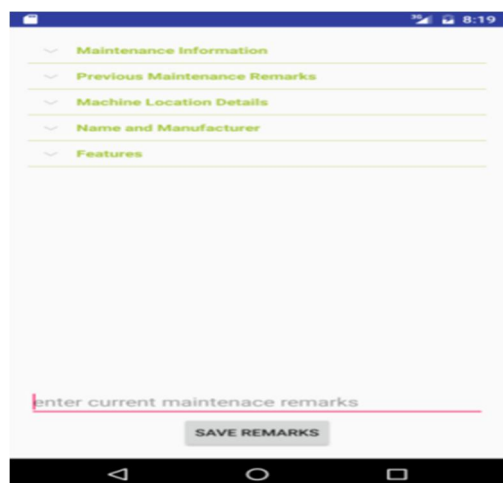 3G 8:19
Maintenance Information
Previous Maintenance Remarks
Machine Location Details
Name and Manufacturer
Features
enter current maintenace remarks
SAVE REMARKS